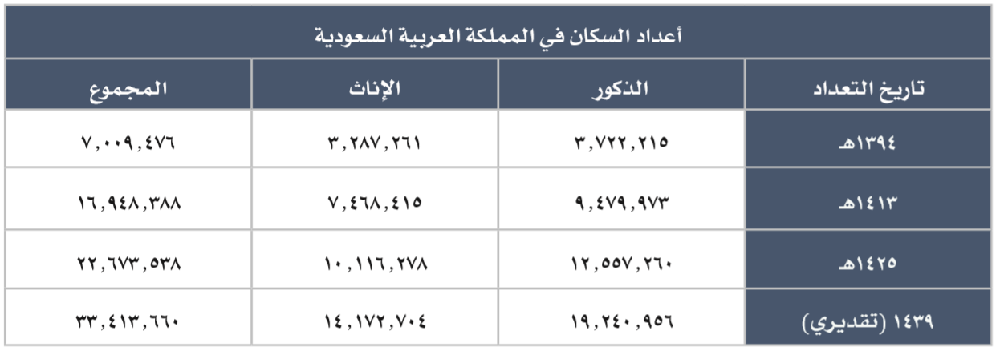 أعداد السكان في المملكة العربية السعودية
تاريخ التعداد الذكور الإناث المجموع
١٣٩٤هـ ٣,٧٢٢,٢١٥ ٣,٢٨٧,٢٦١ ٧,٠٠٩,٤٧٦
١٤١٣هـ ٩,٤٧٩,٩٧٣ ٧,٤٦٨,٤١٥ ١٦,٩٤٨,٣٨٨
١٤٢٥هـ ١٢,٥٥٧,٢٦٠ ١٠,١١٦,٢٧٨ ٢٢,٦٧٣,٥٣٨
١٤٣٩ (تقديري) ١٩,٢٤٠,٩٥٦ ١٤,١٧٢,٧٠٤ ٣٣,٤١٣,٦٦٠